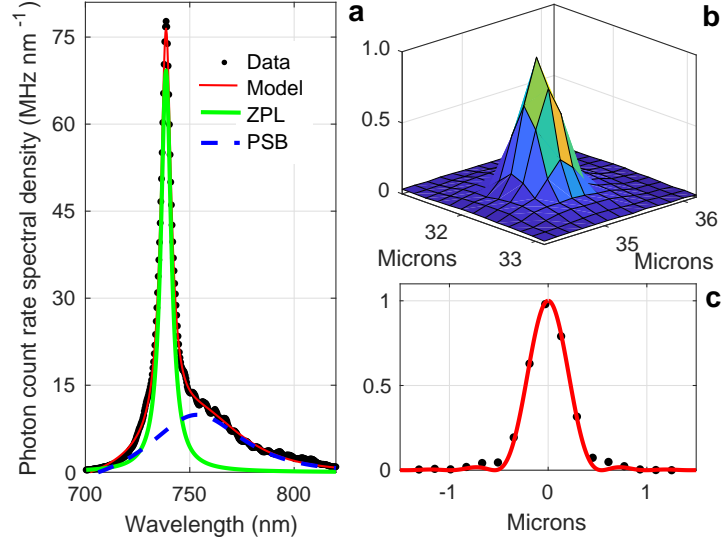 a
75
60
45
30
15
0
700
750
800
Photon count rate spectral density (MHz nm -1)
Wavelength (nm)
Data
Model
ZPL
PSB
b
1.0
0.5
0
32
33
Microns
35
36
Microns
c
1
0.5
0
-1
0
1
Microns